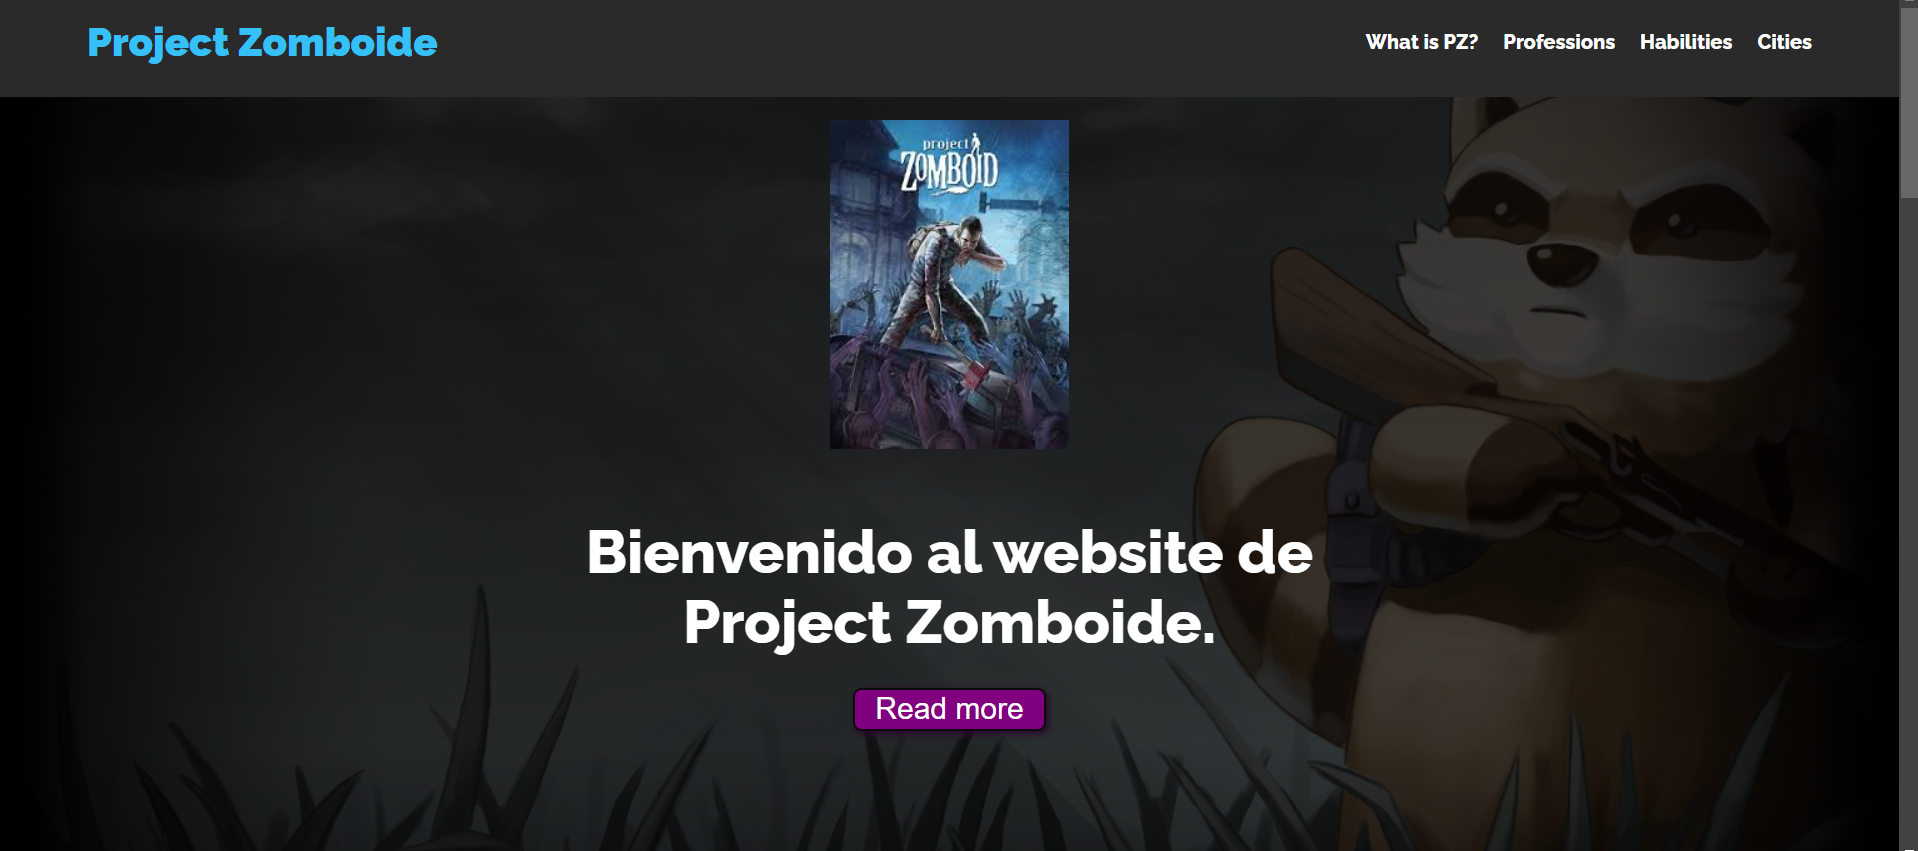 Project Zomboide
What is PZ? Professions Habilities Cities
project
ZOMBOID
Bienvenido al website de
Project Zomboide.
Read more